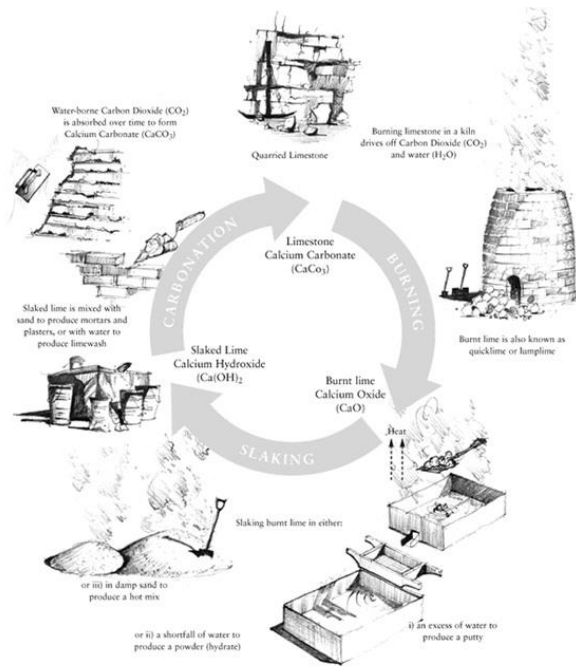 Water-borne Carbon Dioxide (CO₂)
is absorbed over time to form
Calcium Carbonate (CaCO₃)
Quarried Limestone
Burning limestone in a kiln
drives off Carbon Dioxide (CO₂)
and water (H₂O)
CARBONATION
BURNING
Limestone
Calcium Carbonate
(CaCo₃)
Slaked lime is mixed with
sand to produce mortars and
plasters, or with water to
produce limewash
Slaked Lime
Calcium Hydroxide
(Ca(OH)₂
Burnt lime is also known as
quicklime or lumplime
Burnt lime
Calcium Oxide
(CaO)
Heat
SLAKING
Slaking burnt lime in either:
or iii) in damp sand to
produce a hot mix
i) an excess of water to
produce a putty
or ii) a shortfall of water to
produce a powder (hydrate)